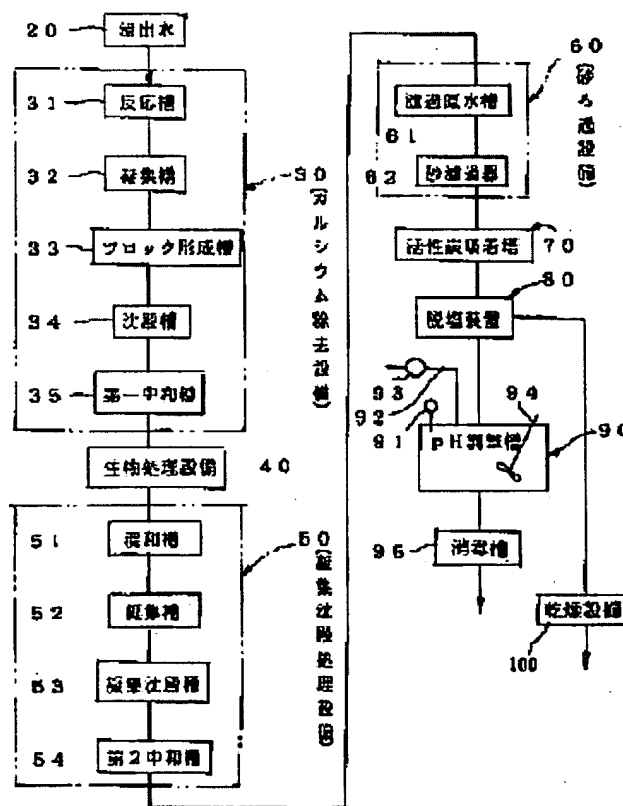 20 浸出水
31 反応槽
32 凝集槽
33 フロック形成槽
34 沈殿槽
35 第一中和槽
30 (カルシウム除去設備)
生物処理設備 40
51 混和槽
52 凝集槽
53 凝集沈殿槽
54 第2中和槽
50 (凝集沈殿処理設備)
60 (砂ろ過設備)
濾過原水槽
61
62 砂濾過器
活性炭吸着塔 70
80
脱塩装置
93
92
91
94
pH調整槽 90
95 消毒槽
乾燥設備
100